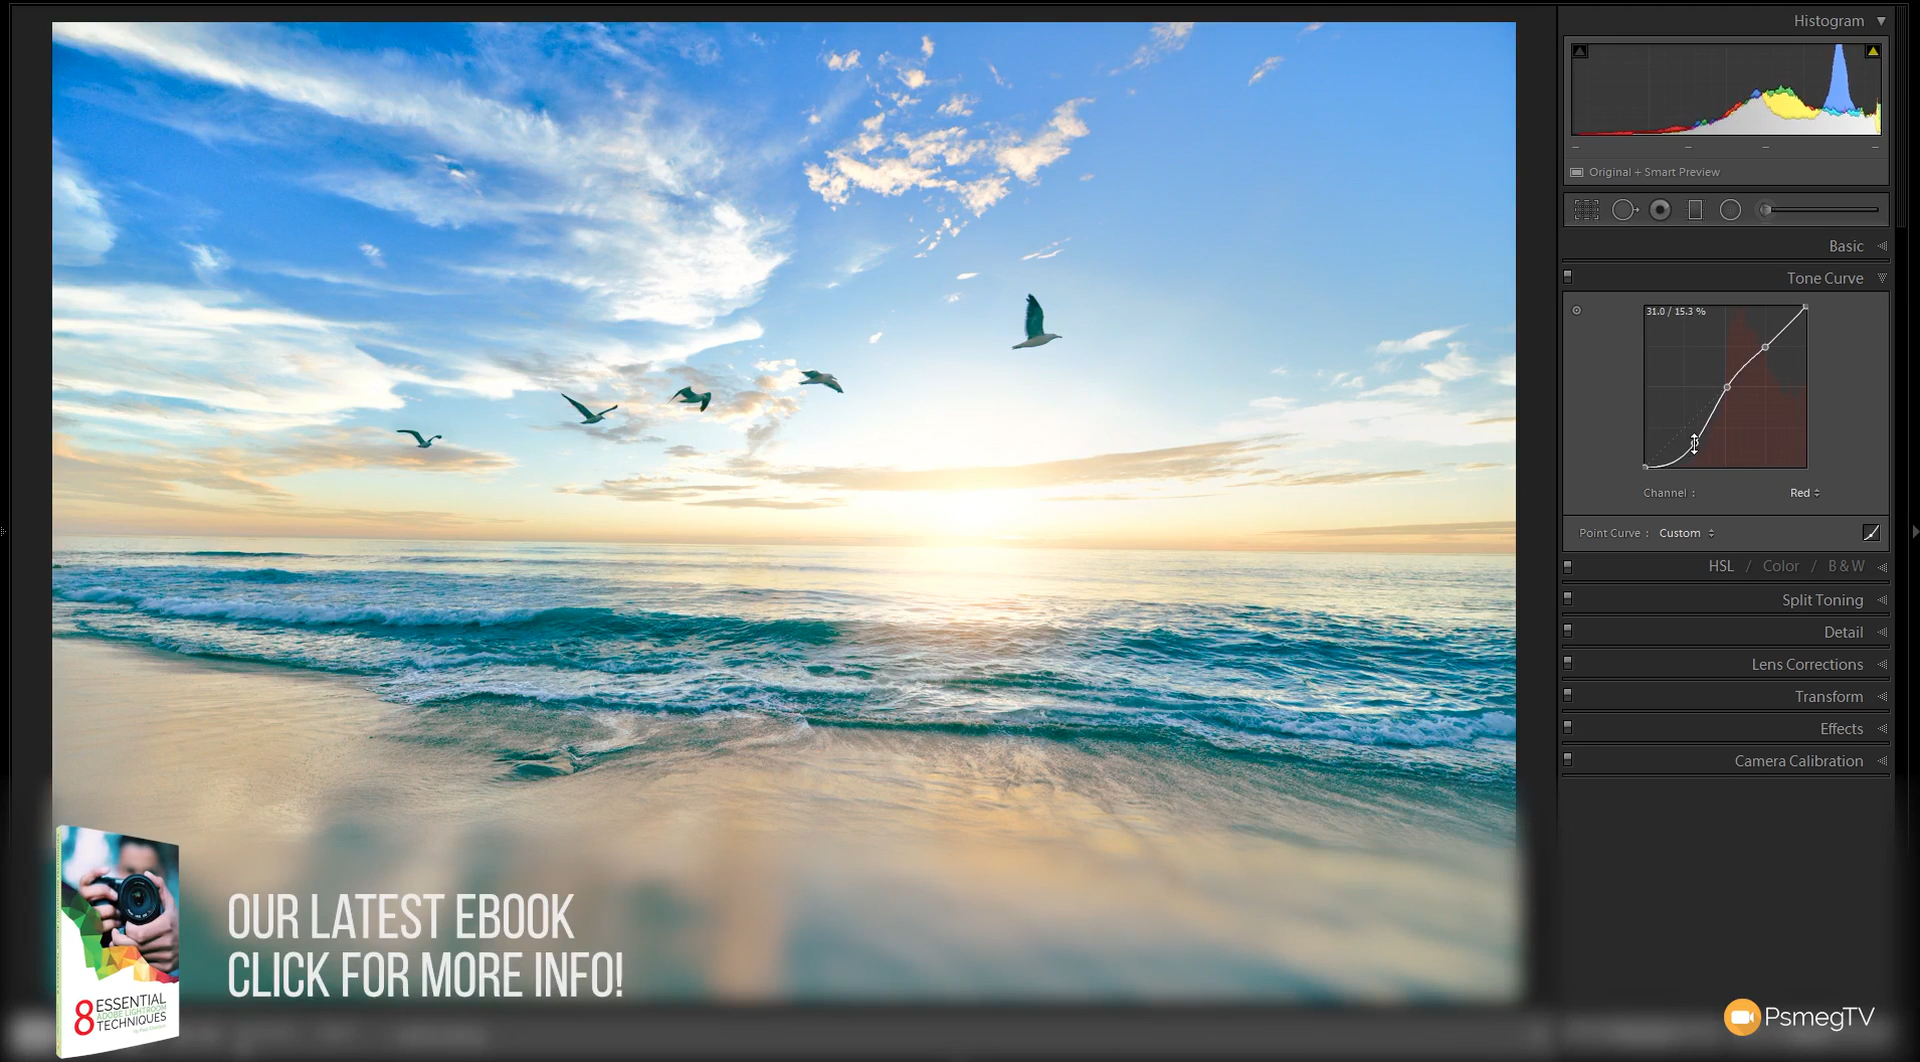 Histogram
Original + Smart Preview
Basic
Tone Curve
31.0 / 15.3 %
Channel :
Red
Point Curve : Custom
HSL / Color / B & W
Split Toning
Detail
Lens Corrections
Transform
Effects
Camera Calibration
OUR LATEST EBOOK
CLICK FOR MORE INFO!
8 ESSENTIAL
ADOBE LIGHTROOM
TECHNIQUES
PsmegTV